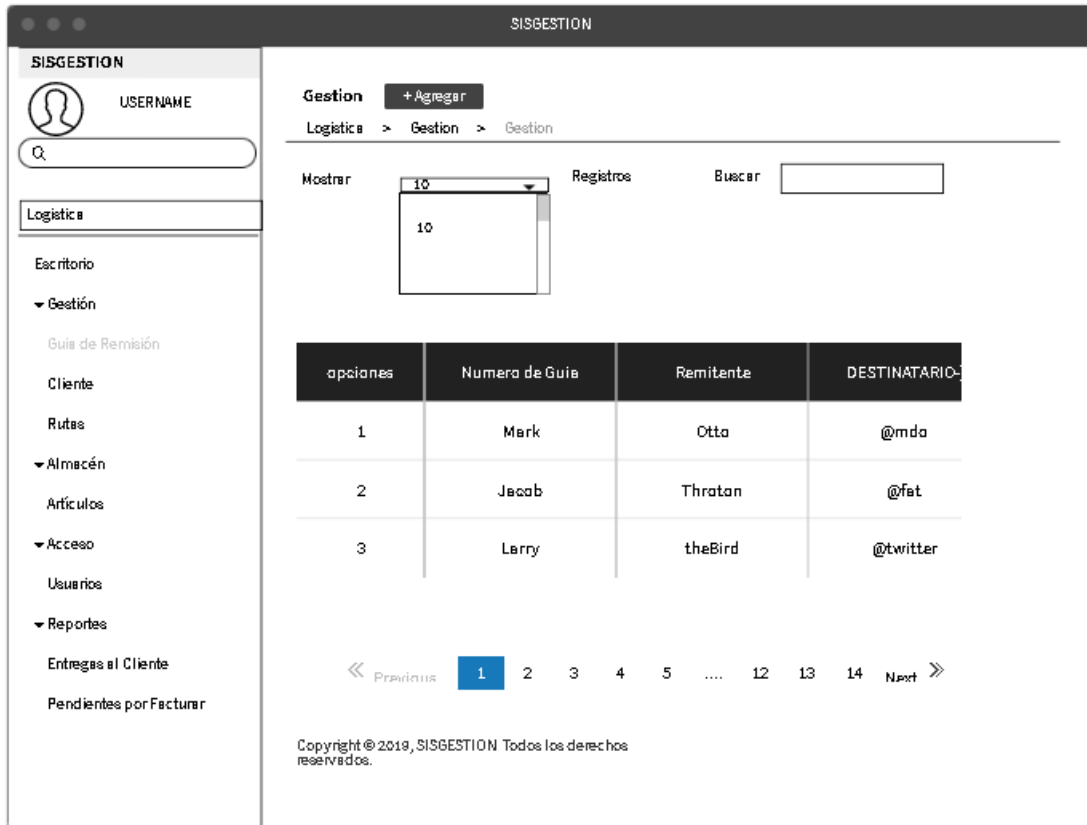 SISGESTION
SISGESTION
USERNAME
Logistica
Escritorio
Gestión
Guia de Remisión
Cliente
Rutas
Almacén
Artículos
Acceso
Usuarios
Reportes
Entregas al Cliente
Pendientes por Facturar
Gestion + Agregar
Logistica > Gestion > Gestion
Mostrar 10 Registros Buscar
10
opciones Numero de Guia Remitente DESTINATARIO-
1 Mark Otto @mdo
2 Jacob Thraton @fat
3 Larry theBird @twitter
« Previous 1 2 3 4 5 .... 12 13 14 Next »
Copyright © 2019, SISGESTION Todos los derechos
reservados.